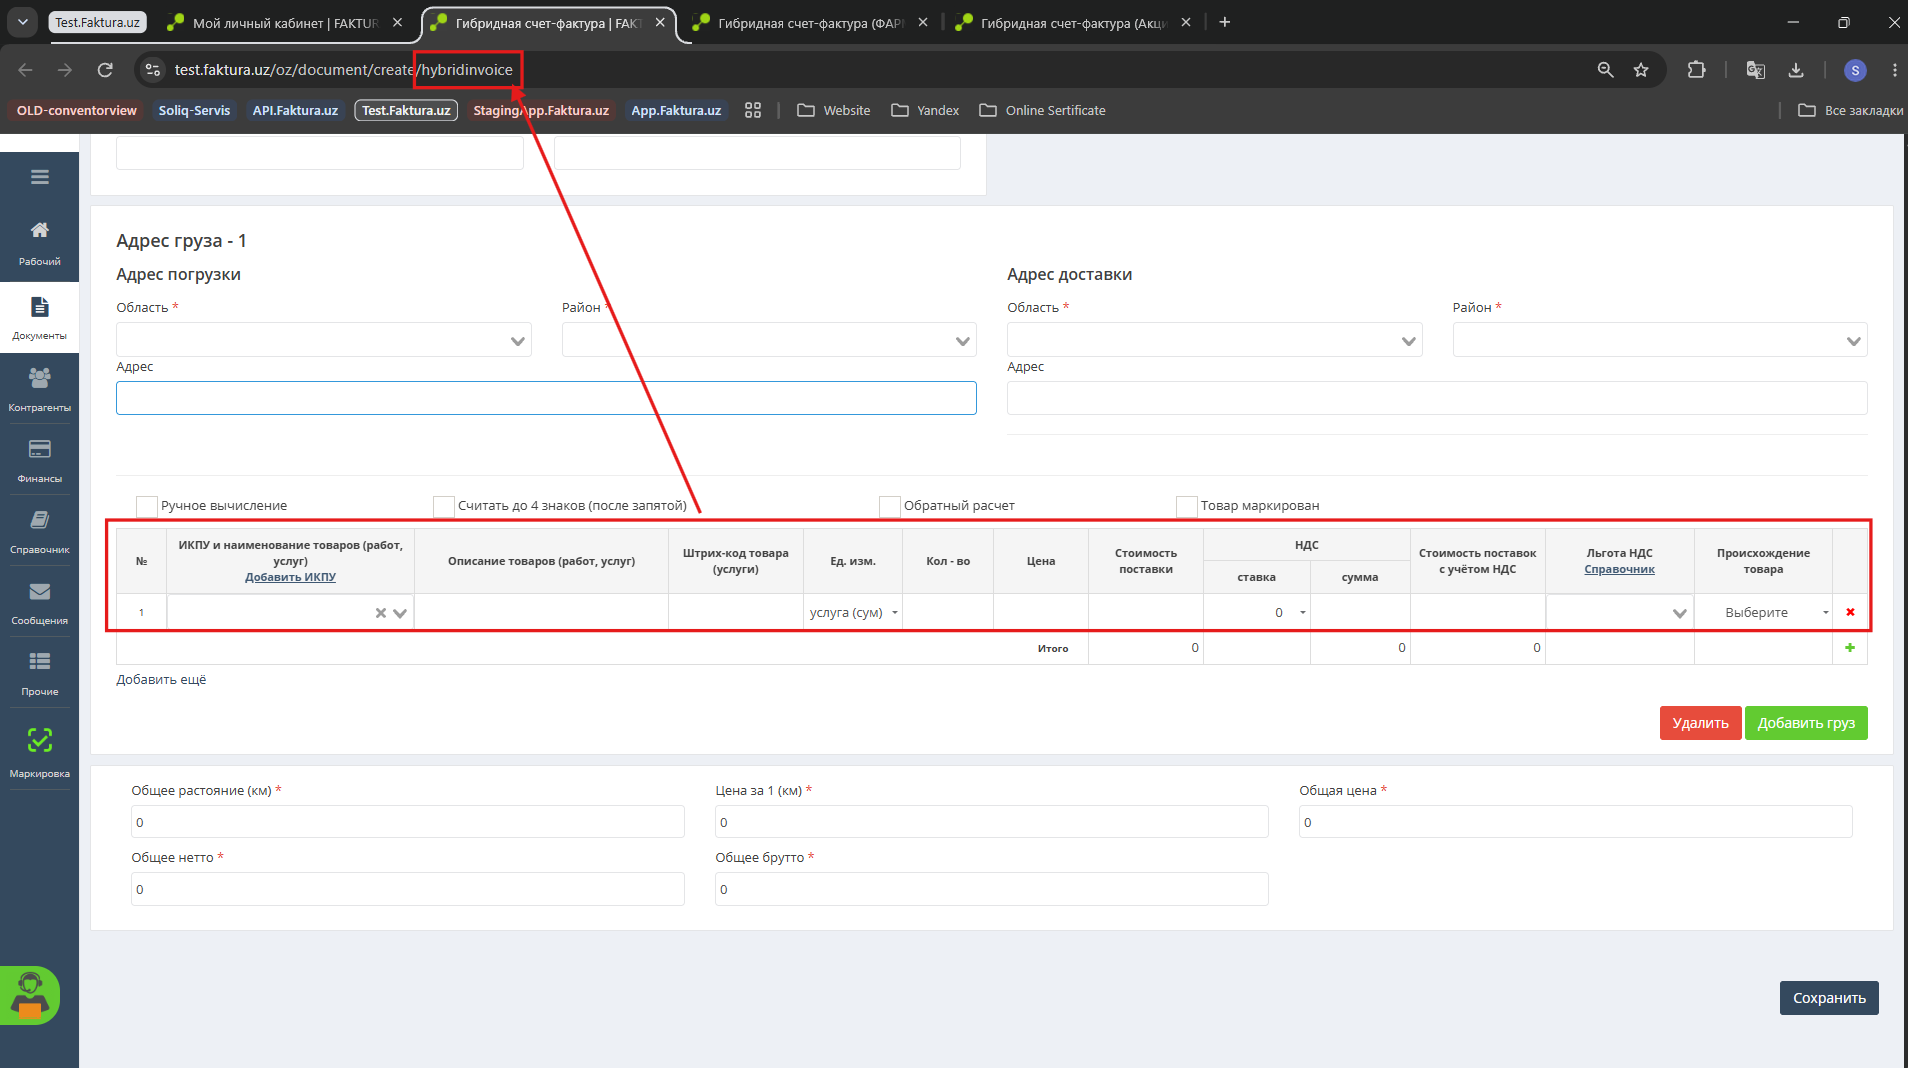 Test.Faktura.uz
Мой личный кабинет | FAKTUR
Гибридная счет-фактура | FAK
Гибридная счет-фактура (ФАР
Гибридная счет-фактура (Акци
test.faktura.uz/oz/document/create/hybridinvoice
S
OLD-conventorview
Soliq-Servis
API.Faktura.uz
Test.Faktura.uz
StagingApp.Faktura.uz
App.Faktura.uz
Website
Yandex
Online Sertificate
Все закладки
Рабочий
Документы
Контрагенты
Финансы
Справочник
Сообщения
Прочие
Маркировка
Адрес груза - 1
Адрес погрузки
Адрес доставки
Область *
Район *
Область *
Район *
Адрес
Адрес
Ручное вычисление
Считать до 4 знаков (после запятой)
Обратный расчет
Товар маркирован
№
ИКПУ и наименование товаров (работ, услуг)
Добавить ИКПУ
Описание товаров (работ, услуг)
Штрих-код товара (услуги)
Ед. изм.
Кол - во
Цена
Стоимость поставки
НДС
ставка
сумма
Стоимость поставок с учётом НДС
Льгота НДС
Справочник
Происхождение товара
1
услуга (сум)
0
Выберите
Итого
0
0
0
Добавить ещё
Удалить
Добавить груз
Общее растояние (км) *
Цена за 1 (км) *
Общая цена *
0
0
0
Общее нетто *
Общее брутто *
0
0
Сохранить